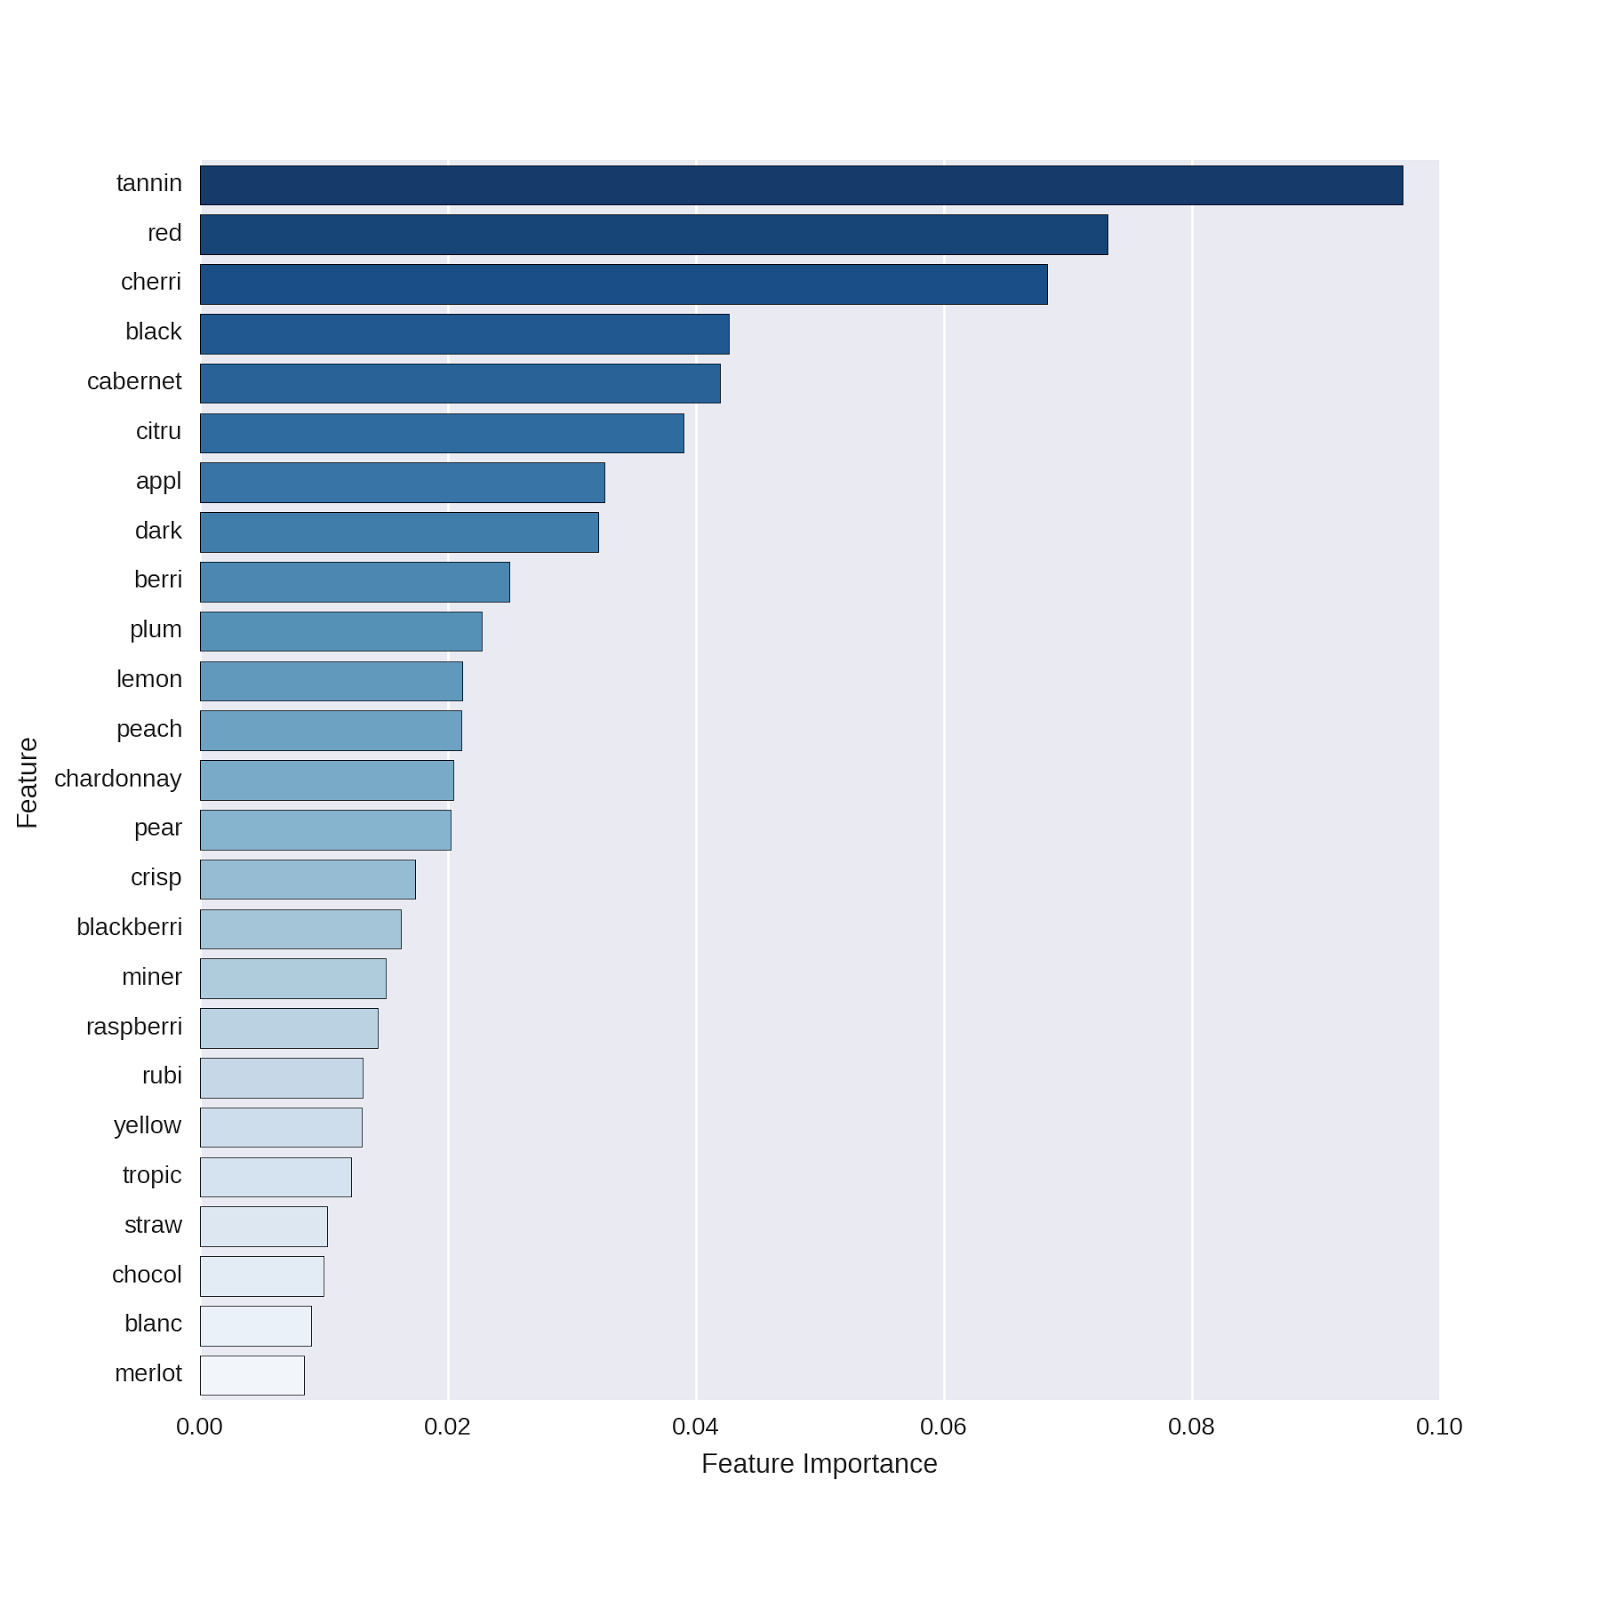 tannin
red
cherri
black
cabernet
citru
appl
dark
berri
plum
lemon
peach
chardonnay
pear
crisp
blackberri
miner
raspberri
rubi
yellow
tropic
straw
chocol
blanc
merlot
Feature
0.00 0.02 0.04 0.06 0.08 0.10
Feature Importance